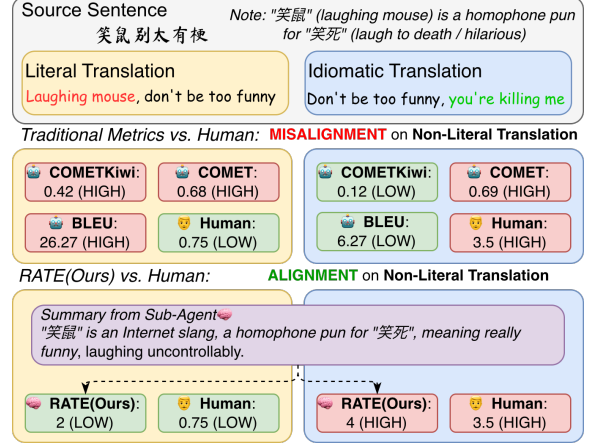 Source Sentence
笑鼠别太有梗
Note: "笑鼠" (laughing mouse) is a homophone pun
for "笑死" (laugh to death / hilarious)
Literal Translation
Laughing mouse, don't be too funny
Idiomatic Translation
Don't be too funny, you're killing me
Traditional Metrics vs. Human: MISALIGNMENT on Non-Literal Translation
COMETKiwi:
0.42 (HIGH)
COMET:
0.68 (HIGH)
BLEU:
26.27 (HIGH)
Human:
0.75 (LOW)
COMETKiwi:
0.12 (LOW)
COMET:
0.69 (HIGH)
BLEU:
6.27 (LOW)
Human:
3.5 (HIGH)
RATE(Ours) vs. Human: ALIGNMENT on Non-Literal Translation
Summary from Sub-Agent
"笑鼠" is an Internet slang, a homophone pun for "笑死", meaning really
funny, laughing uncontrollably.
RATE(Ours):
2 (LOW)
Human:
0.75 (LOW)
RATE(Ours):
4 (HIGH)
Human:
3.5 (HIGH)